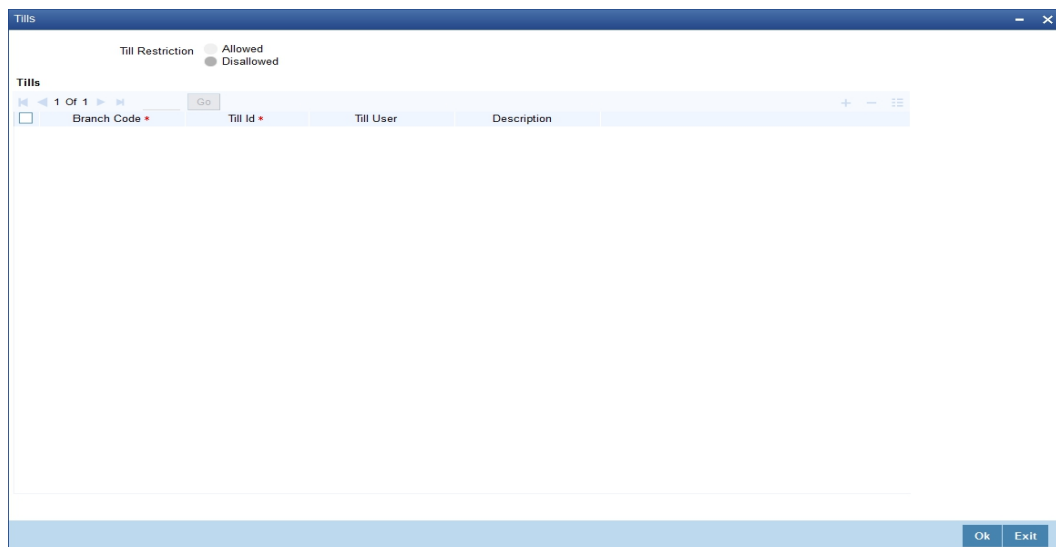 Tills
Till Restriction Allowed
Disallowed
Tills
1 Of 1 Go
Branch Code * Till Id * Till User Description
Ok Exit